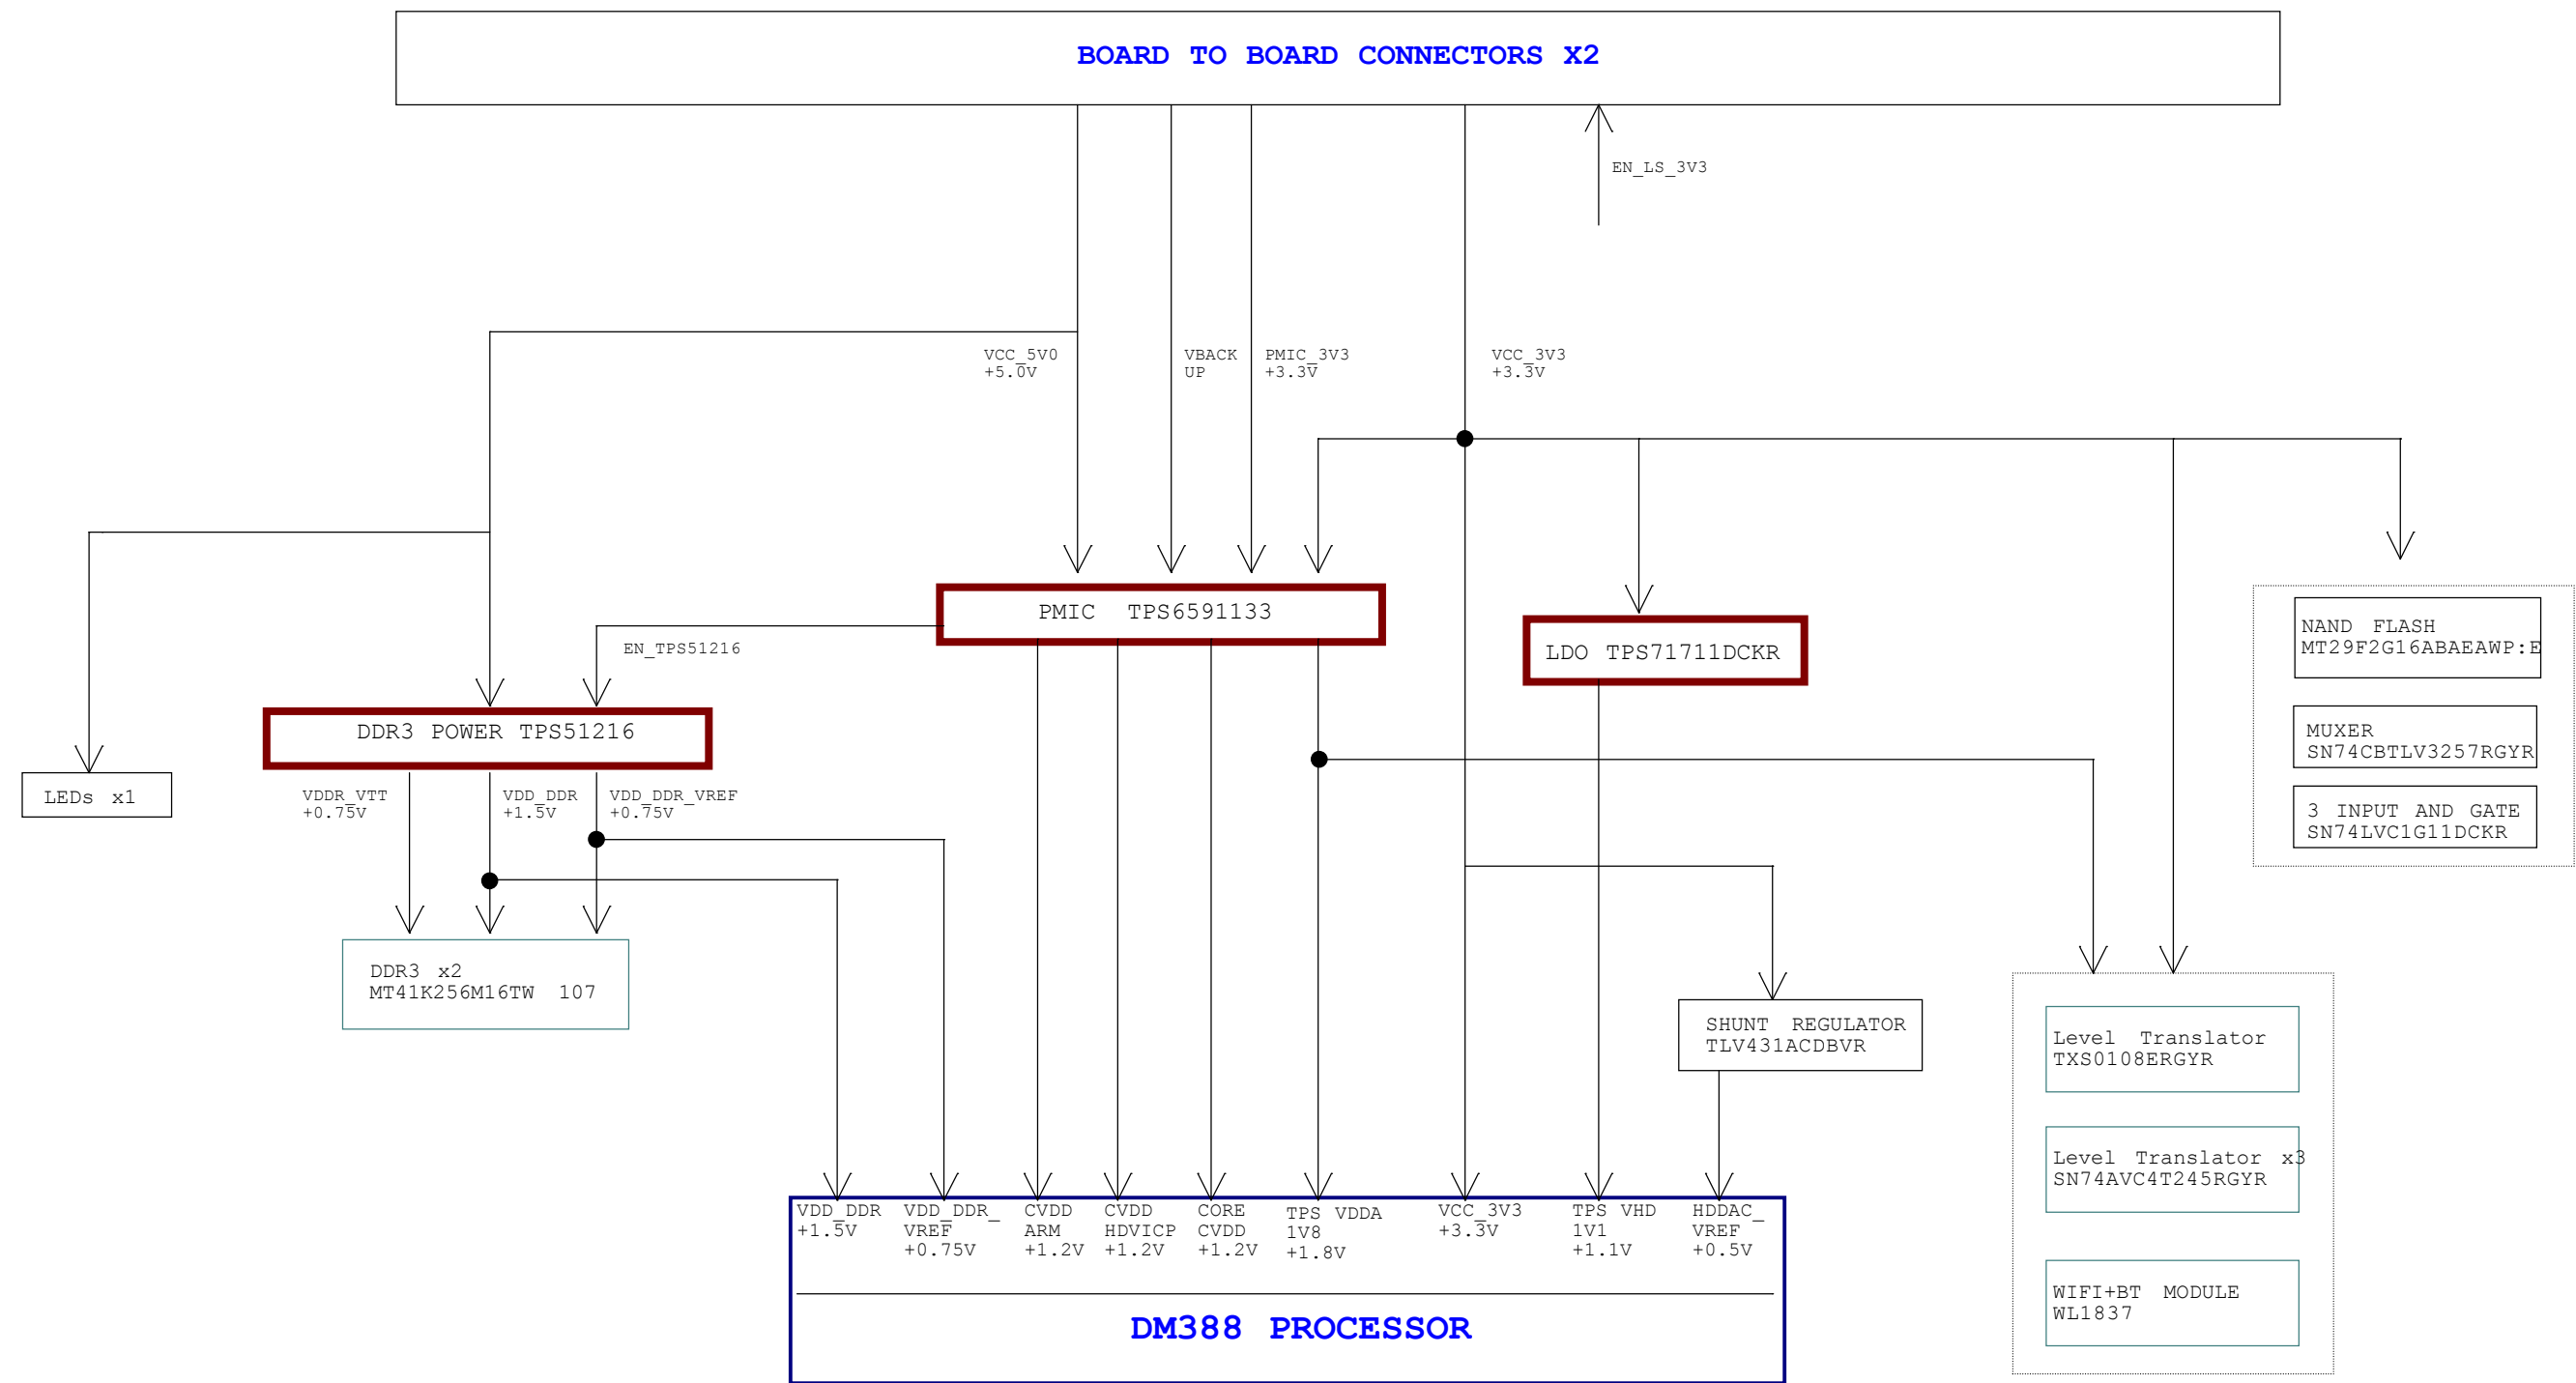 BOARD TO BOARD CONNECTORS X2
EN_LS_3V3
VCC_5V0
+5.0V
VBACK
UP
PMIC_3V3
+3.3V
VCC_3V3
+3.3V
PMIC TPS6591133
EN_TPS51216
LDO TPS71711DCKR
NAND FLASH
MT29F2G16ABAEAWP:E
MUXER
SN74CBTLV3257RGYR
3 INPUT AND GATE
SN74LVC1G11DCKR
DDR3 POWER TPS51216
LEDs x1
VDDR_VTT
+0.75V
VDD_DDR
+1.5V
VDD_DDR_VREF
+0.75V
DDR3 x2
MT41K256M16TW 107
SHUNT REGULATOR
TLV431ACDBVR
Level Translator
TXS0108ERGYR
Level Translator x3
SN74AVC4T245RGYR
WIFI+BT MODULE
WL1837
VDD_DDR
+1.5V
VDD_DDR_
VREF
+0.75V
CVDD
ARM
+1.2V
CVDD
HDVICP
+1.2V
CORE
CVDD
+1.2V
TPS VDDA
1V8
+1.8V
VCC_3V3
+3.3V
TPS VHD
1V1
+1.1V
HDDAC_
VREF
+0.5V
DM388 PROCESSOR